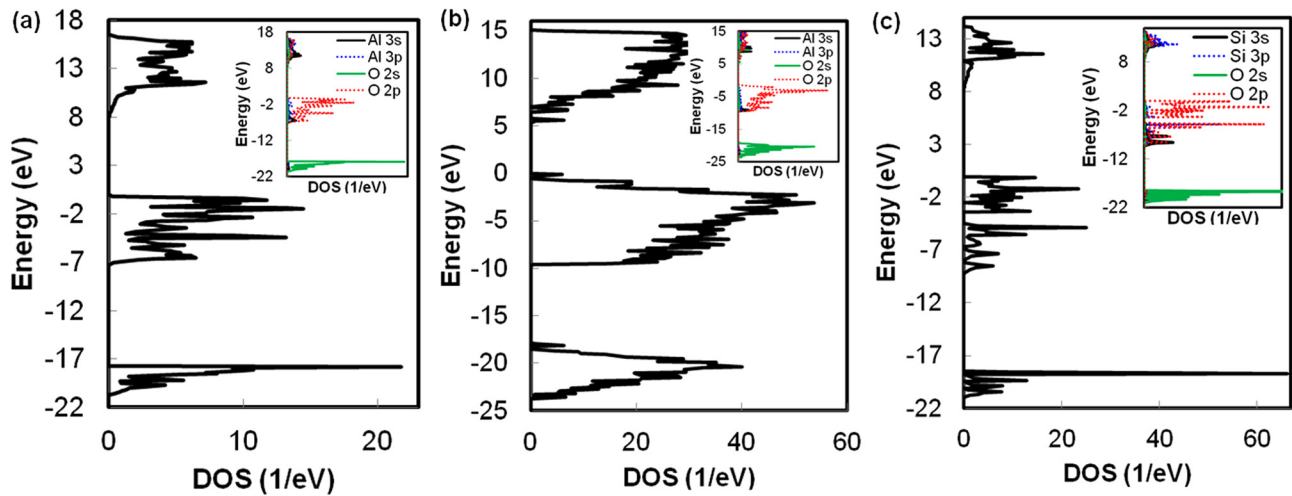 (a)
18
13
8
3
-2
-7
-12
-17
-22
Energy (eV)
0
10
20
DOS (1/eV)
18
8
-2
-12
-22
Energy (eV)
DOS (1/eV)
Al 3s
Al 3p
O 2s
O 2p
(b)
15
10
5
0
-5
-10
-15
-20
-25
Energy (eV)
0
20
40
60
DOS (1/eV)
15
5
-5
-15
-25
Energy (eV)
DOS (1/eV)
Al 3s
Al 3p
O 2s
O 2p
(c)
13
8
3
-2
-7
-12
-17
-22
Energy (eV)
0
20
40
60
DOS (1/eV)
8
-2
-12
-22
Energy (eV)
DOS (1/eV)
Si 3s
Si 3p
O 2s
O 2p